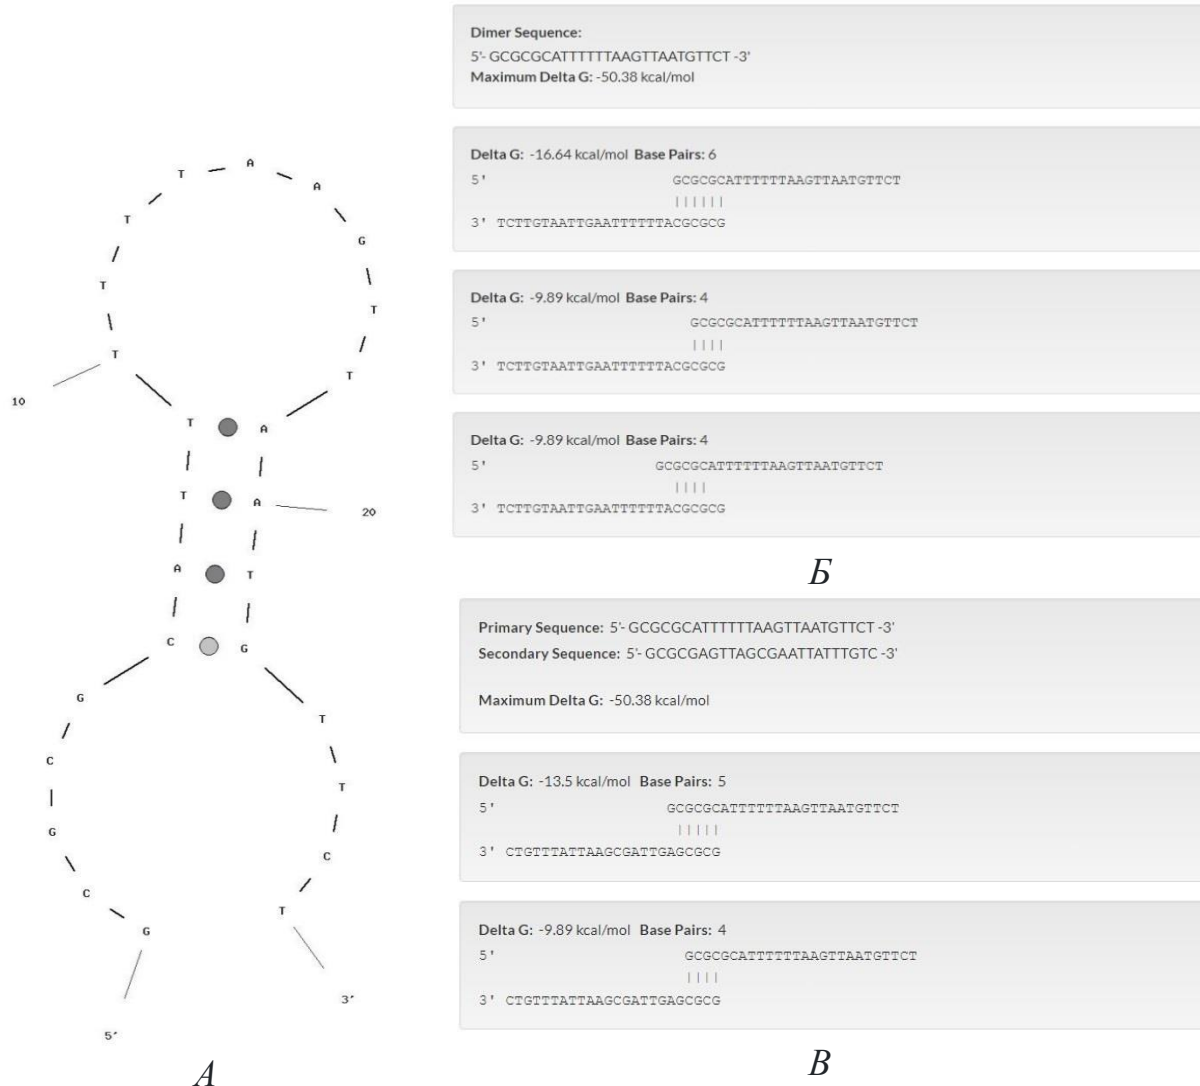 A
T A
T G
T T
T T
10
T A
T A 20
A T
C G
G T
C T
G C
C T
G
3'
5'
А
Dimer Sequence:
5'- GCGCGCATTTTTTAAGTTAATGTTCT -3'
Maximum Delta G: -50.38 kcal/mol
Delta G: -16.64 kcal/mol Base Pairs: 6
5' GCGCGCATTTTTTAAGTTAATGTTCT
||||||
3' TCTTGTAATTGAATTTTTTACGCGCG
Delta G: -9.89 kcal/mol Base Pairs: 4
5' GCGCGCATTTTTTAAGTTAATGTTCT
||||
3' TCTTGTAATTGAATTTTTTACGCGCG
Delta G: -9.89 kcal/mol Base Pairs: 4
5' GCGCGCATTTTTTAAGTTAATGTTCT
||||
3' TCTTGTAATTGAATTTTTTACGCGCG
Б
Primary Sequence: 5'- GCGCGCATTTTTTAAGTTAATGTTCT -3'
Secondary Sequence: 5'- GCGCGAGTTAGCGAATTATTTGTC -3'
Maximum Delta G: -50.38 kcal/mol
Delta G: -13.5 kcal/mol Base Pairs: 5
5' GCGCGCATTTTTTAAGTTAATGTTCT
|||||
3' CTGTTTATTAAGCGATTGAGCGCG
Delta G: -9.89 kcal/mol Base Pairs: 4
5' GCGCGCATTTTTTAAGTTAATGTTCT
||||
3' CTGTTTATTAAGCGATTGAGCGCG
В